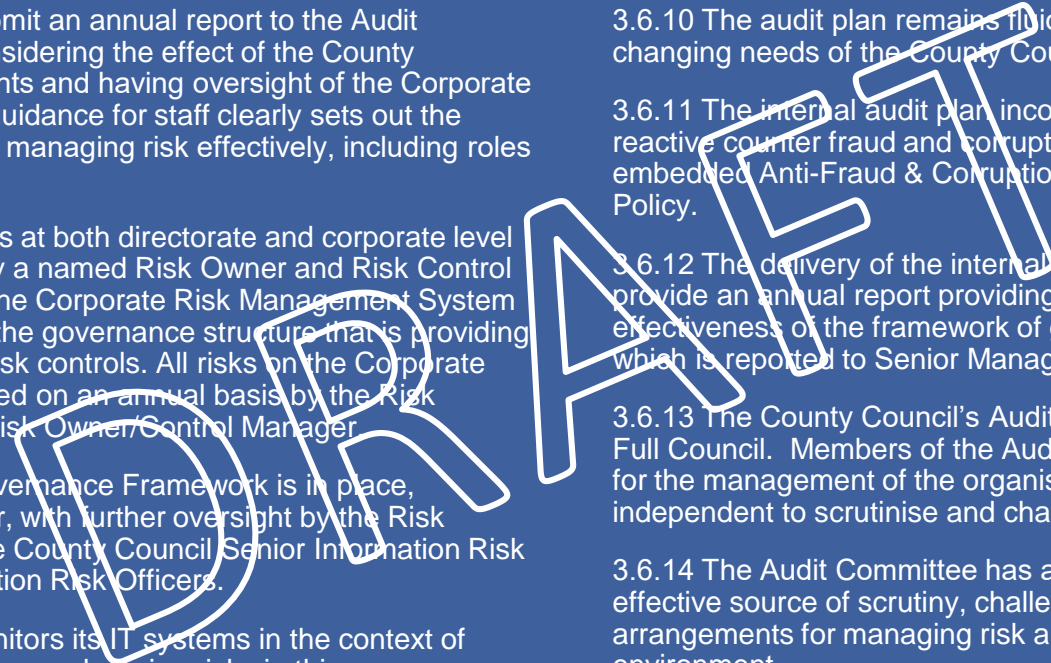 mit an annual report to the Audit
nsidering the effect of the County
nts and having oversight of the Corporate
uidance for staff clearly sets out the
managing risk effectively, including roles
s at both directorate and corporate level
y a named Risk Owner and Risk Control
he Corporate Risk Management System
the governance structure that is providing
sk controls. All risks on the Corporate
ed on an annual basis by the Risk
isk Owner/Control Manager.
vernance Framework is in place,
r, with further oversight by the Risk
e County Council Senior Information Risk
tion Risk Officers.
nitors its IT systems in the context of
3.6.10 The audit plan remains fluid
changing needs of the County Cou
3.6.11 The internal audit plan inco
reactive counter fraud and corrupt
embedded Anti-Fraud & Corruptio
Policy.
3.6.12 The delivery of the internal
provide an annual report providing
effectiveness of the framework of
which is reported to Senior Manag
3.6.13 The County Council's Audit
Full Council.  Members of the Aud
for the management of the organis
independent to scrutinise and cha
3.6.14 The Audit Committee has a
effective source of scrutiny, challe
arrangements for managing risk a
environment.
DRAFT